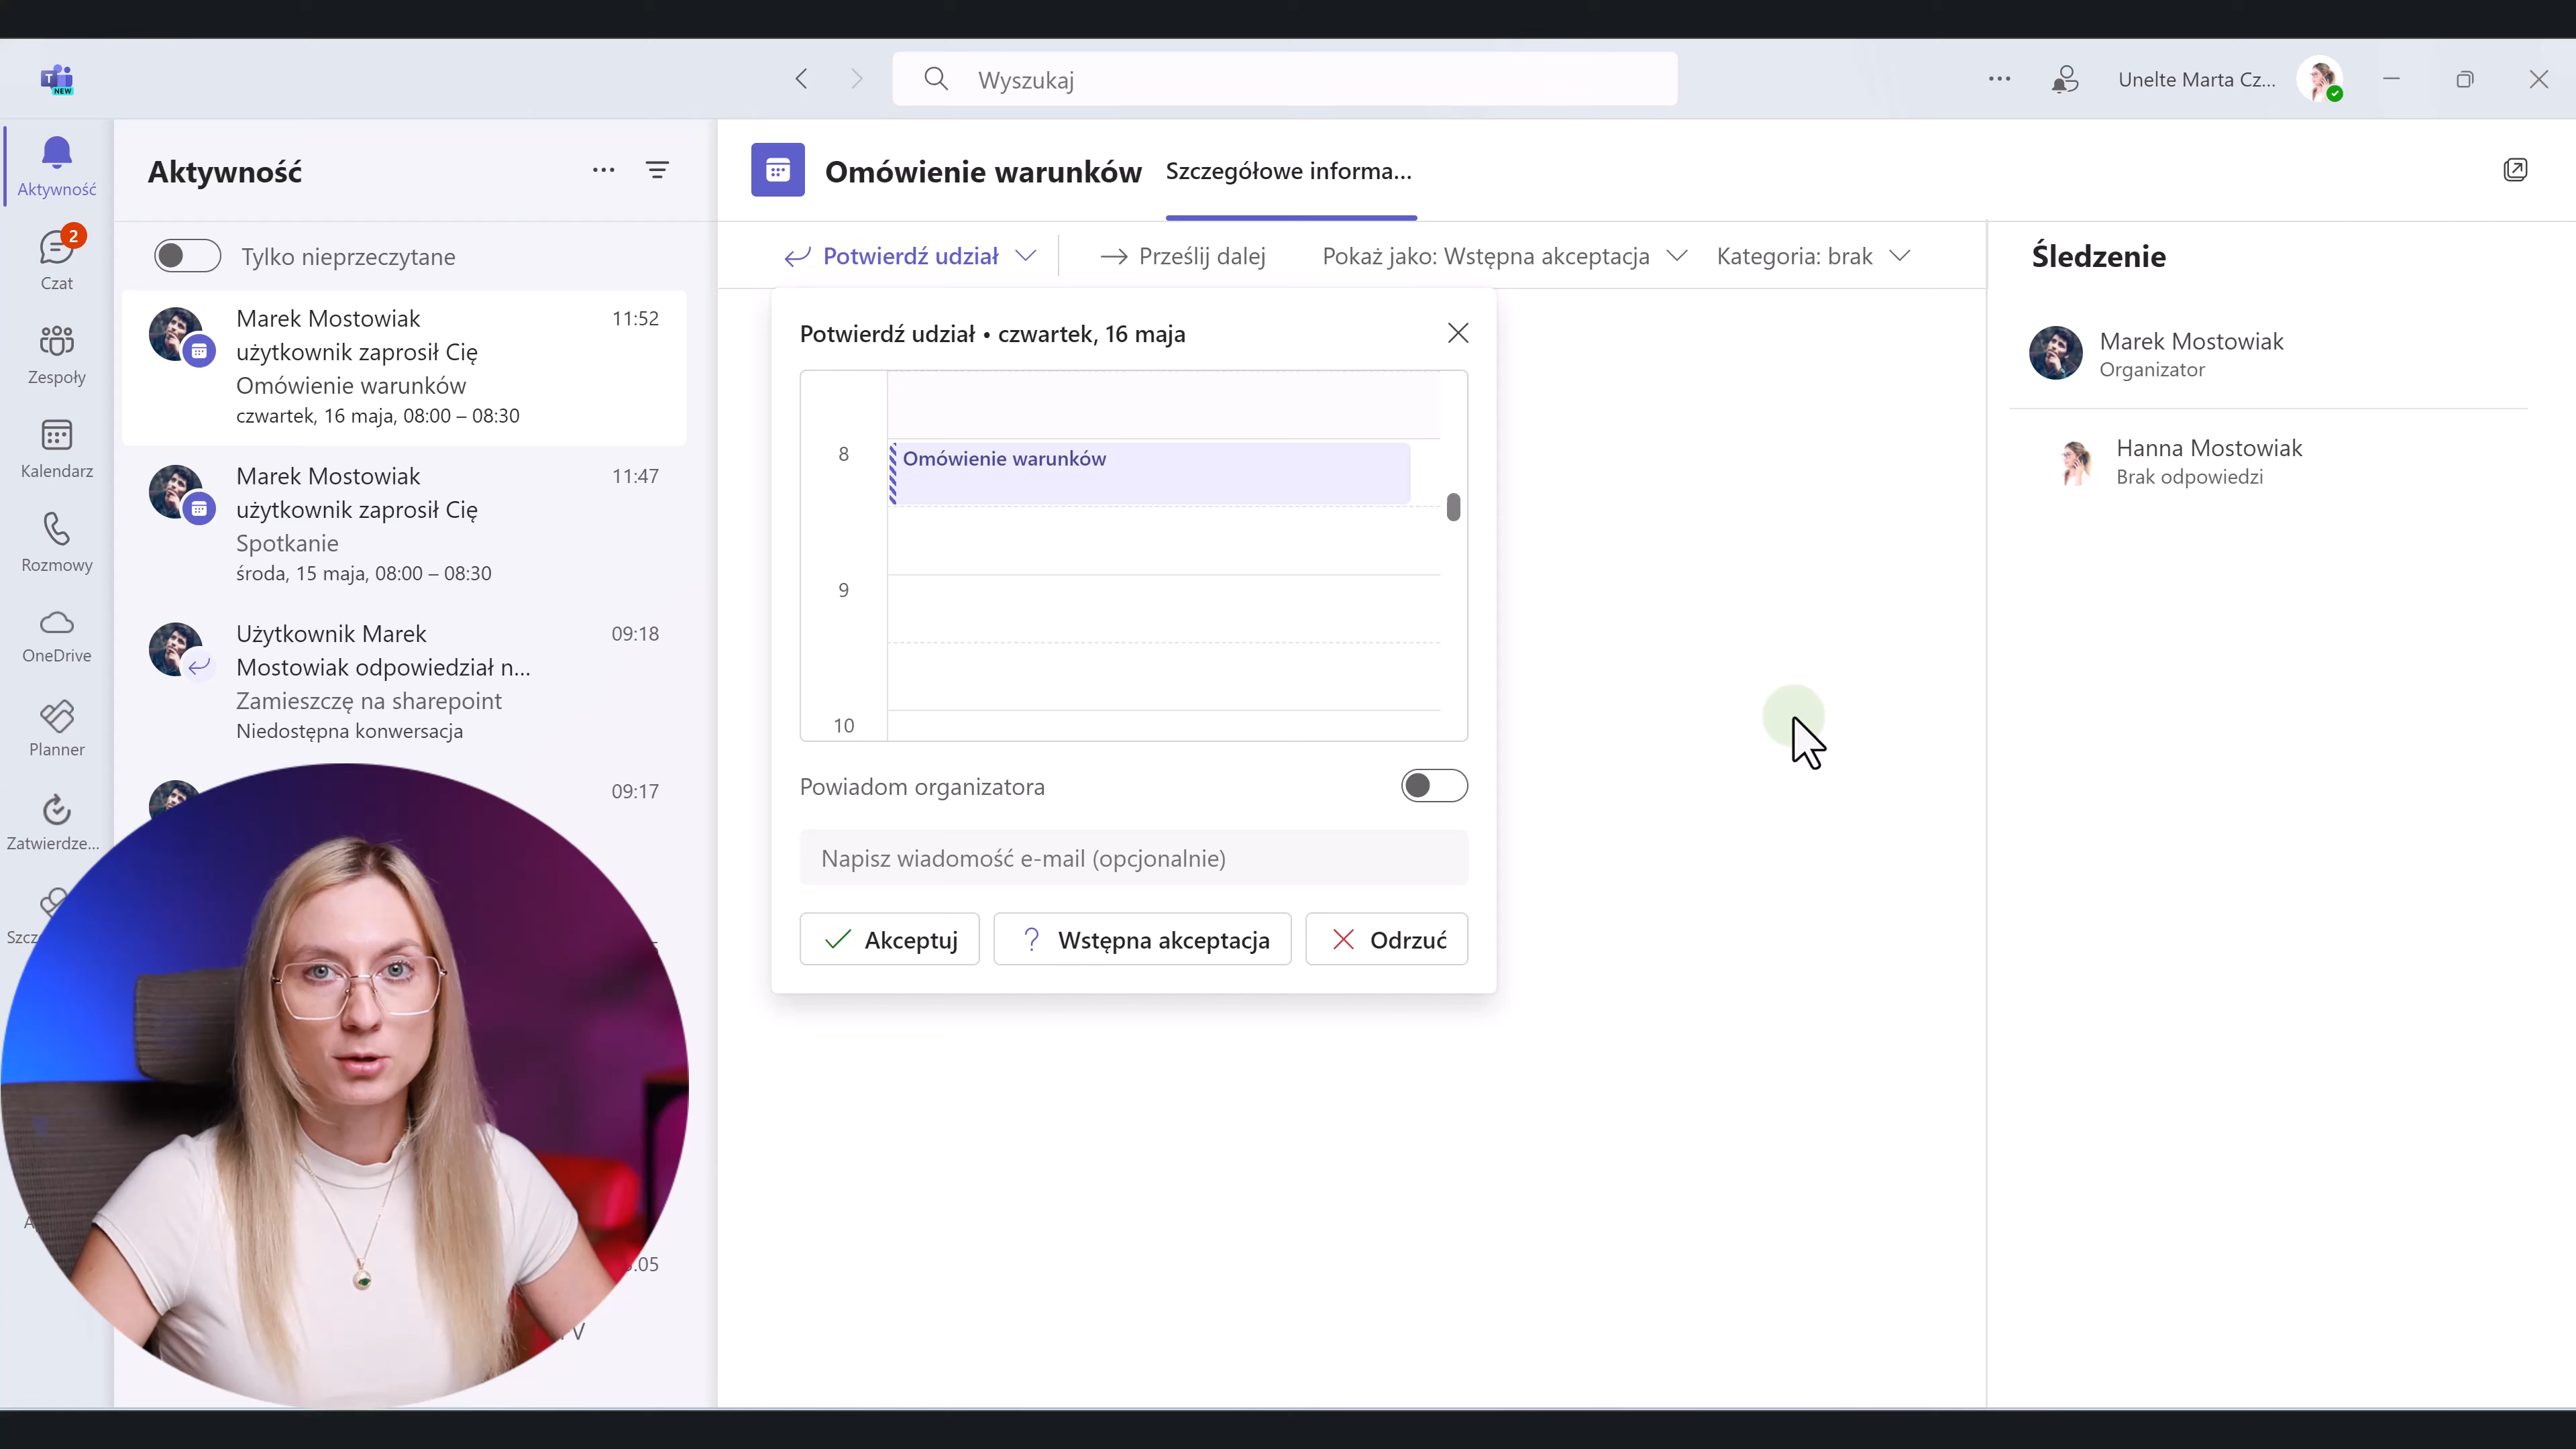 NEW
Wyszukaj
Unelte Marta Cz...
Aktywność
2
Czat
Zespoły
Kalendarz
Rozmowy
OneDrive
Planner
Zatwierdze...
Aktywność
Tylko nieprzeczytane
Marek Mostowiak
użytkownik zaprosił Cię
11:52
Omówienie warunków
czwartek, 16 maja, 08:00 – 08:30
Marek Mostowiak
użytkownik zaprosił Cię
11:47
Spotkanie
środa, 15 maja, 08:00 – 08:30
Użytkownik Marek
Mostowiak odpowiedział n...
09:18
Zamieszczę na sharepoint
Niedostępna konwersacja
09:17
Omówienie warunków
Szczegółowe informa...
Potwierdź udział
Prześlij dalej
Pokaż jako: Wstępna akceptacja
Kategoria: brak
Potwierdź udział • czwartek, 16 maja
8
Omówienie warunków
9
10
Powiadom organizatora
Napisz wiadomość e-mail (opcjonalnie)
Akceptuj
Wstępna akceptacja
Odrzuć
Śledzenie
Marek Mostowiak
Organizator
Hanna Mostowiak
Brak odpowiedzi